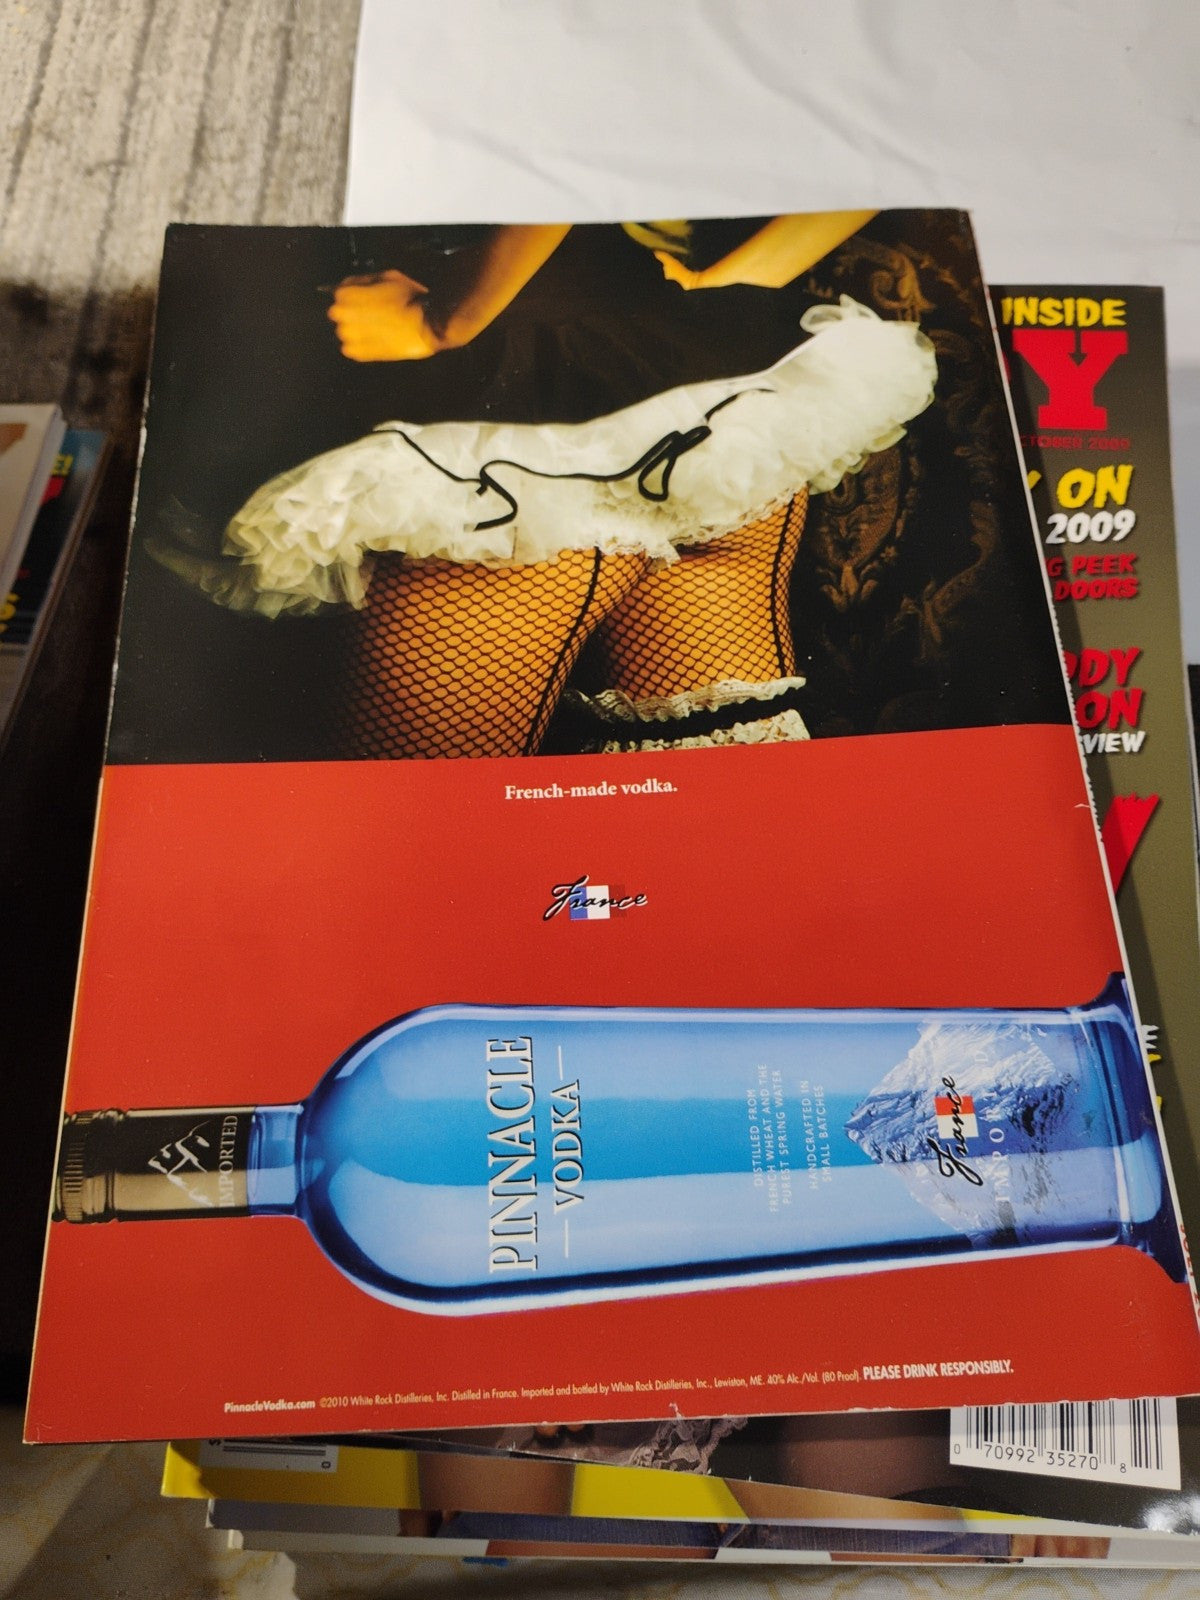 INSIDE
Y
OCTOBER 2009
ON
2009
PEEK
DOORS
ON
French-made vodka.
France
IMPORTED
PINNACLE
VODKA
DISTILLED FROM
FRENCH WHEAT AND THE
PUREST SPRING WATER
HANDCRAFTED IN
SMALL BATCHES
France
IMPORTED
PinnacleVodka.com ©2010 White Rock Distilleries, Inc. Distilled in France. Imported and bottled by White Rock Distilleries, Inc., Lewiston, ME. 40% Alc./Vol. (80 Proof). PLEASE DRINK RESPONSIBLY.
0 70992 35270 8